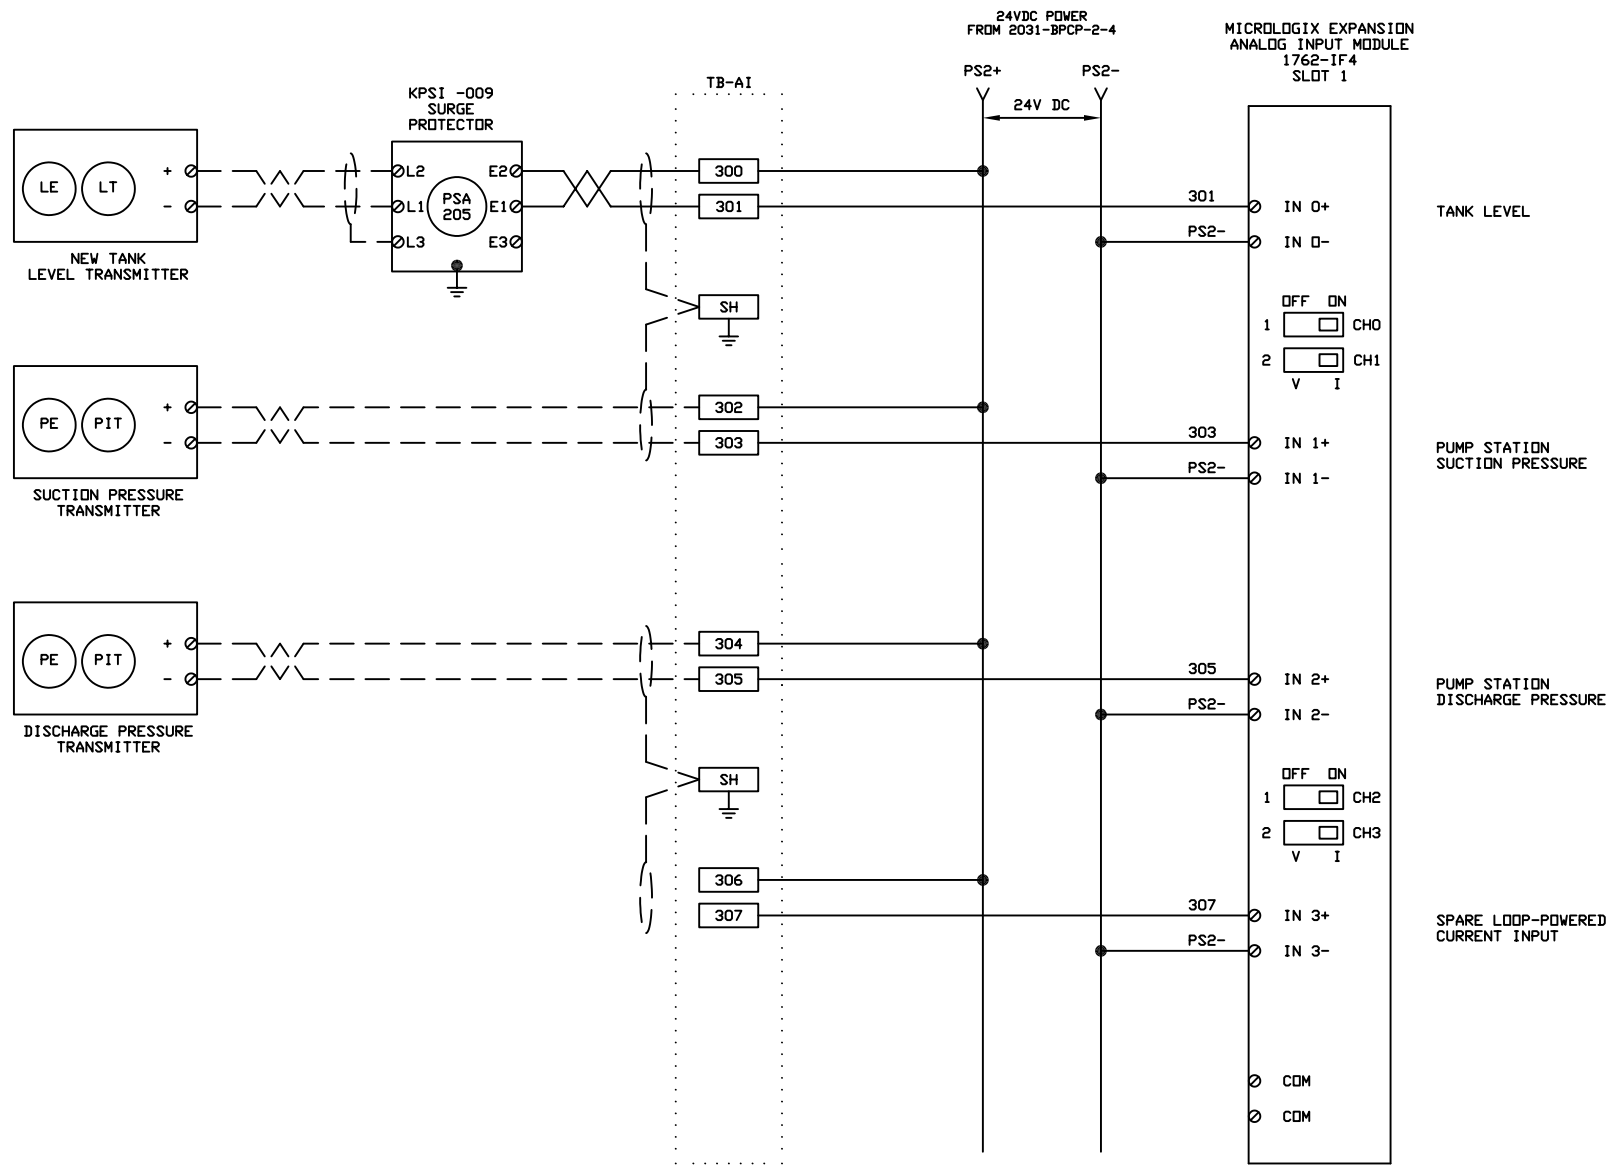 24VDC POWER
FROM 2031-BPCP-2-4
MICROLOGIX EXPANSION
ANALOG INPUT MODULE
1762-IF4
SLOT 1
PS2+
PS2-
24V DC
TB-AI
KPSI -009
SURGE
PROTECTOR
LE
LT
+
-
NEW TANK
LEVEL TRANSMITTER
L2
L1
L3
PSA
205
E2
E1
E3
300
301
301
PS2-
IN 0+
IN 0-
TANK LEVEL
SH
OFF ON
1
CH0
2
CH1
V I
PE
PIT
+
-
SUCTION PRESSURE
TRANSMITTER
302
303
303
PS2-
IN 1+
IN 1-
PUMP STATION
SUCTION PRESSURE
PE
PIT
+
-
DISCHARGE PRESSURE
TRANSMITTER
304
305
305
PS2-
IN 2+
IN 2-
PUMP STATION
DISCHARGE PRESSURE
SH
OFF ON
1
CH2
2
CH3
V I
306
307
307
PS2-
IN 3+
IN 3-
SPARE LOOP-POWERED
CURRENT INPUT
COM
COM